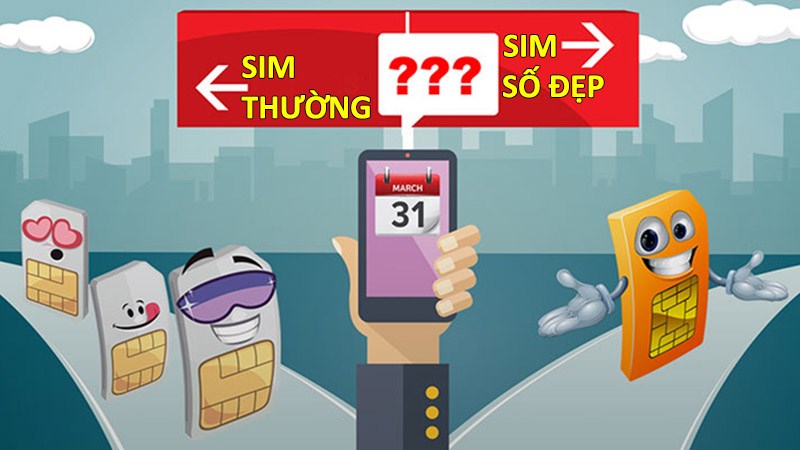 SIM
THƯỜNG
???
SIM
SỐ ĐẸP
MARCH
31